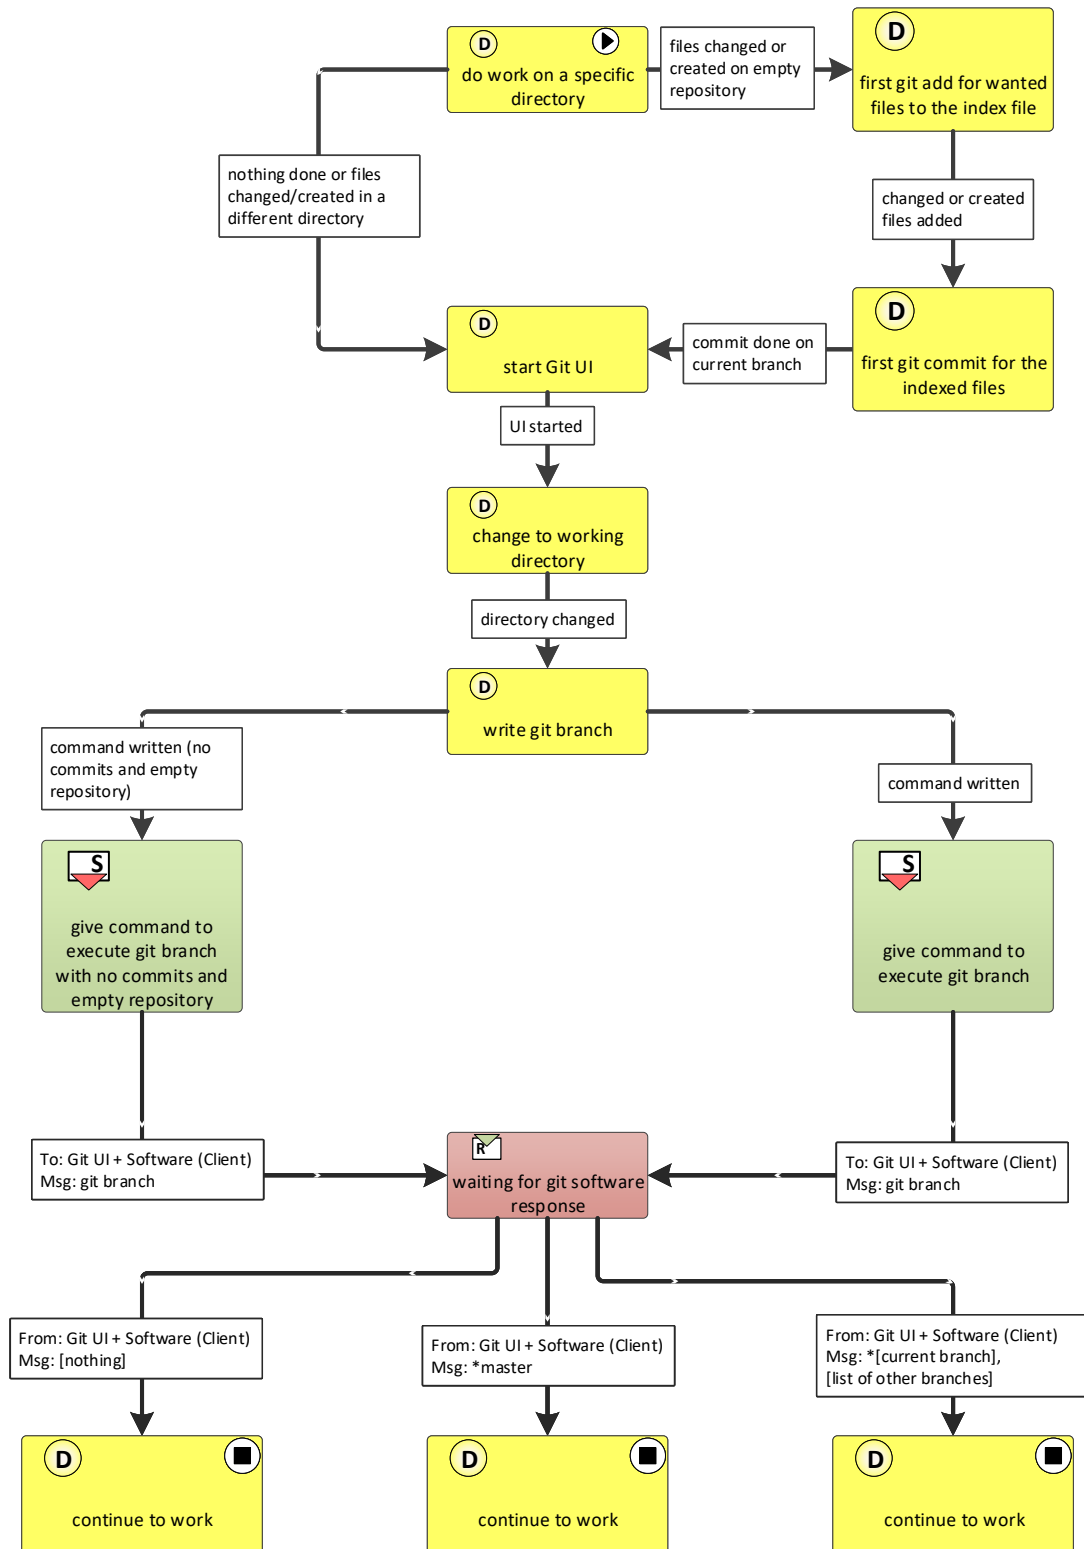 D
do work on a specific
directory
files changed or
created on empty
repository
D
first git add for wanted
files to the index file
nothing done or files
changed/created in a
different directory
changed or created
files added
D
start Git UI
commit done on
current branch
D
first git commit for the
indexed files
UI started
D
change to working
directory
directory changed
D
write git branch
command written (no
commits and empty
repository)
command written
S
give command to
execute git branch
with no commits and
empty repository
S
give command to
execute git branch
To: Git UI + Software (Client)
Msg: git branch
R
waiting for git software
response
To: Git UI + Software (Client)
Msg: git branch
From: Git UI + Software (Client)
Msg: [nothing]
From: Git UI + Software (Client)
Msg: *master
From: Git UI + Software (Client)
Msg: *[current branch],
[list of other branches]
D
continue to work
D
continue to work
D
continue to work